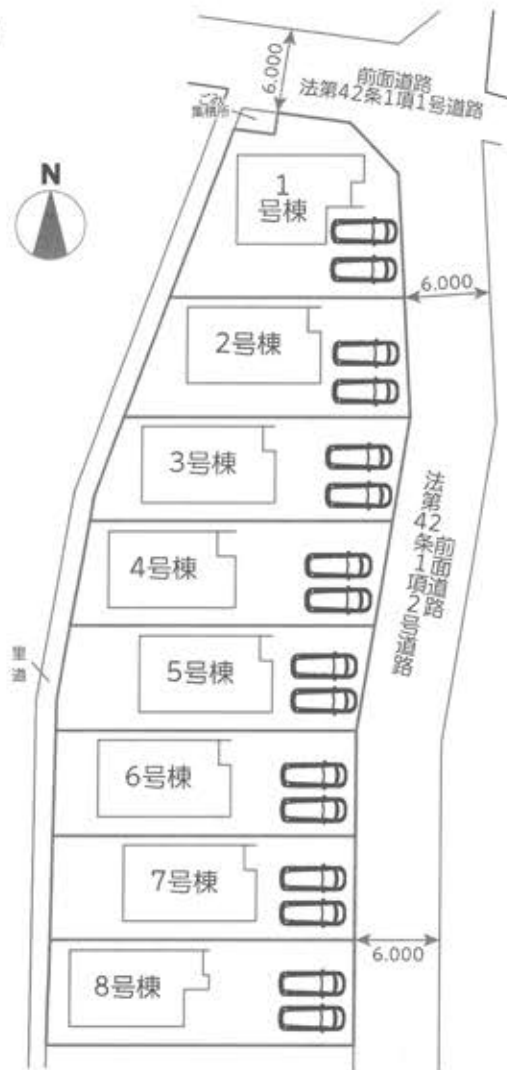 6.000
前面道路
法第42条1項1号道路
ごみ
集積所
N
1
号棟
6.000
2号棟
3号棟
前面道路
法第42条1項2号道路
4号棟
里道
5号棟
6号棟
7号棟
6.000
8号棟